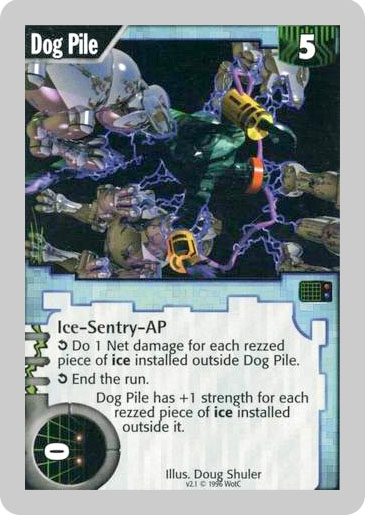 Dog Pile
5
Ice-Sentry-AP
Do 1 Net damage for each rezzed
piece of ice installed outside Dog Pile.
End the run.
Dog Pile has +1 strength for each
rezzed piece of ice installed
outside it.
0
Illus. Doug Shuler
v2.1 © 1996 WotC